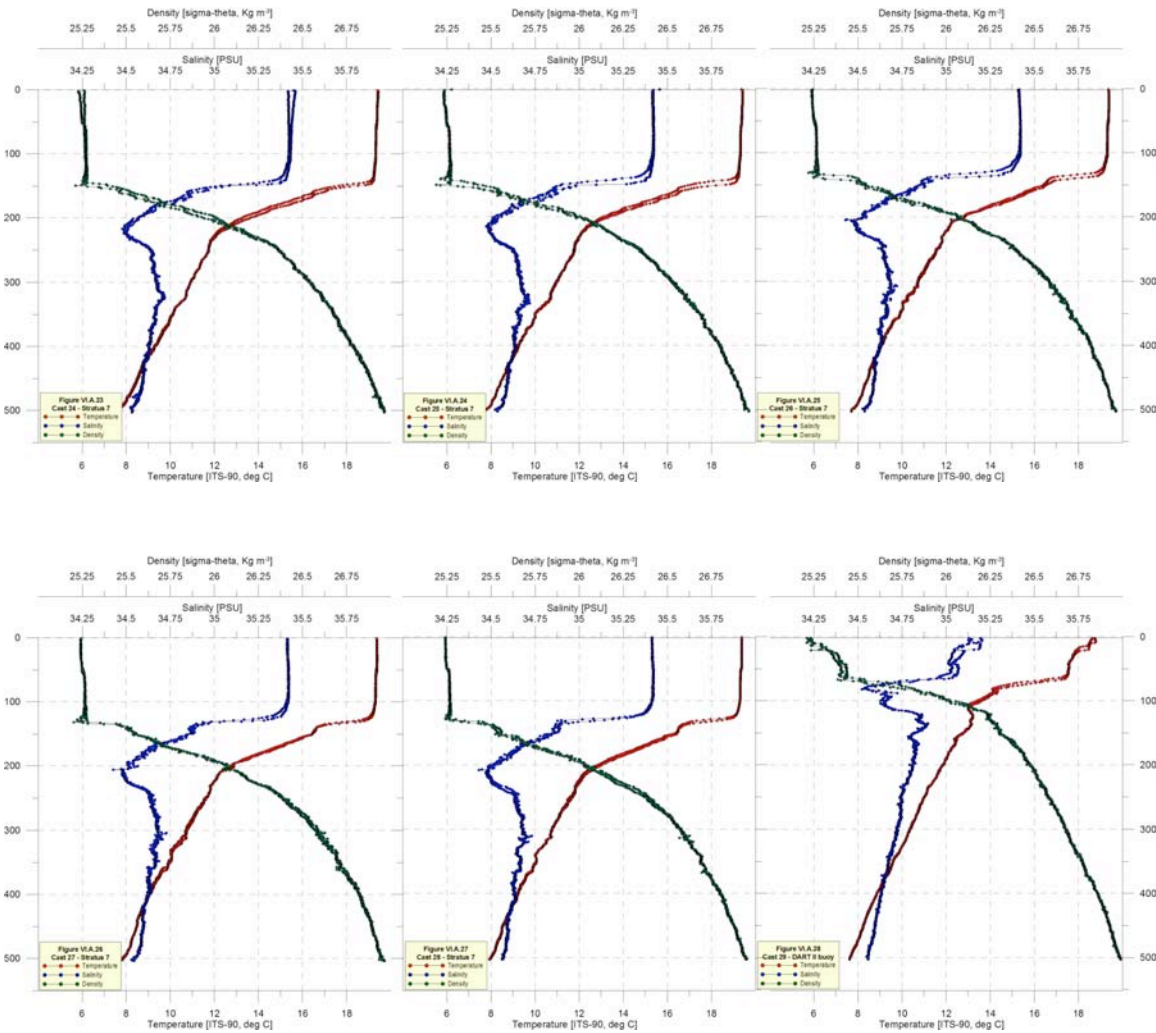 Density [sigma-theta, Kg m-3]
25.25 25.5 25.75 26 26.25 26.5 26.75
Salinity [PSU]
34.25 34.5 34.75 35 35.25 35.5 35.75
0
100
200
300
400
500
Figure VI.A.23
Cast 24 - Stratus 7
Temperature
Salinity
Density
6 8 10 12 14 16 18
Temperature [ITS-90, deg C]
Density [sigma-theta, Kg m-3]
25.25 25.5 25.75 26 26.25 26.5 26.75
Salinity [PSU]
34.25 34.5 34.75 35 35.25 35.5 35.75
Figure VI.A.24
Cast 25 - Stratus 7
Temperature
Salinity
Density
6 8 10 12 14 16 18
Temperature [ITS-90, deg C]
Density [sigma-theta, Kg m-3]
25.25 25.5 25.75 26 26.25 26.5 26.75
Salinity [PSU]
34.25 34.5 34.75 35 35.25 35.5 35.75
0
100
200
300
400
500
Figure VI.A.25
Cast 26 - Stratus 7
Temperature
Salinity
Density
6 8 10 12 14 16 18
Temperature [ITS-90, deg C]
Density [sigma-theta, Kg m-3]
25.25 25.5 25.75 26 26.25 26.5 26.75
Salinity [PSU]
34.25 34.5 34.75 35 35.25 35.5 35.75
0
100
200
300
400
500
Figure VI.A.26
Cast 27 - Stratus 7
Temperature
Salinity
Density
6 8 10 12 14 16 18
Temperature [ITS-90, deg C]
Density [sigma-theta, Kg m-3]
25.25 25.5 25.75 26 26.25 26.5 26.75
Salinity [PSU]
34.25 34.5 34.75 35 35.25 35.5 35.75
Figure VI.A.27
Cast 28 - Stratus 7
Temperature
Salinity
Density
6 8 10 12 14 16 18
Temperature [ITS-90, deg C]
Density [sigma-theta, Kg m-3]
25.25 25.5 25.75 26 26.25 26.5 26.75
Salinity [PSU]
34.25 34.5 34.75 35 35.25 35.5 35.75
0
100
200
300
400
500
Figure VI.A.28
Cast 29 - DART II buoy
Temperature
Salinity
Density
6 8 10 12 14 16 18
Temperature [ITS-90, deg C]